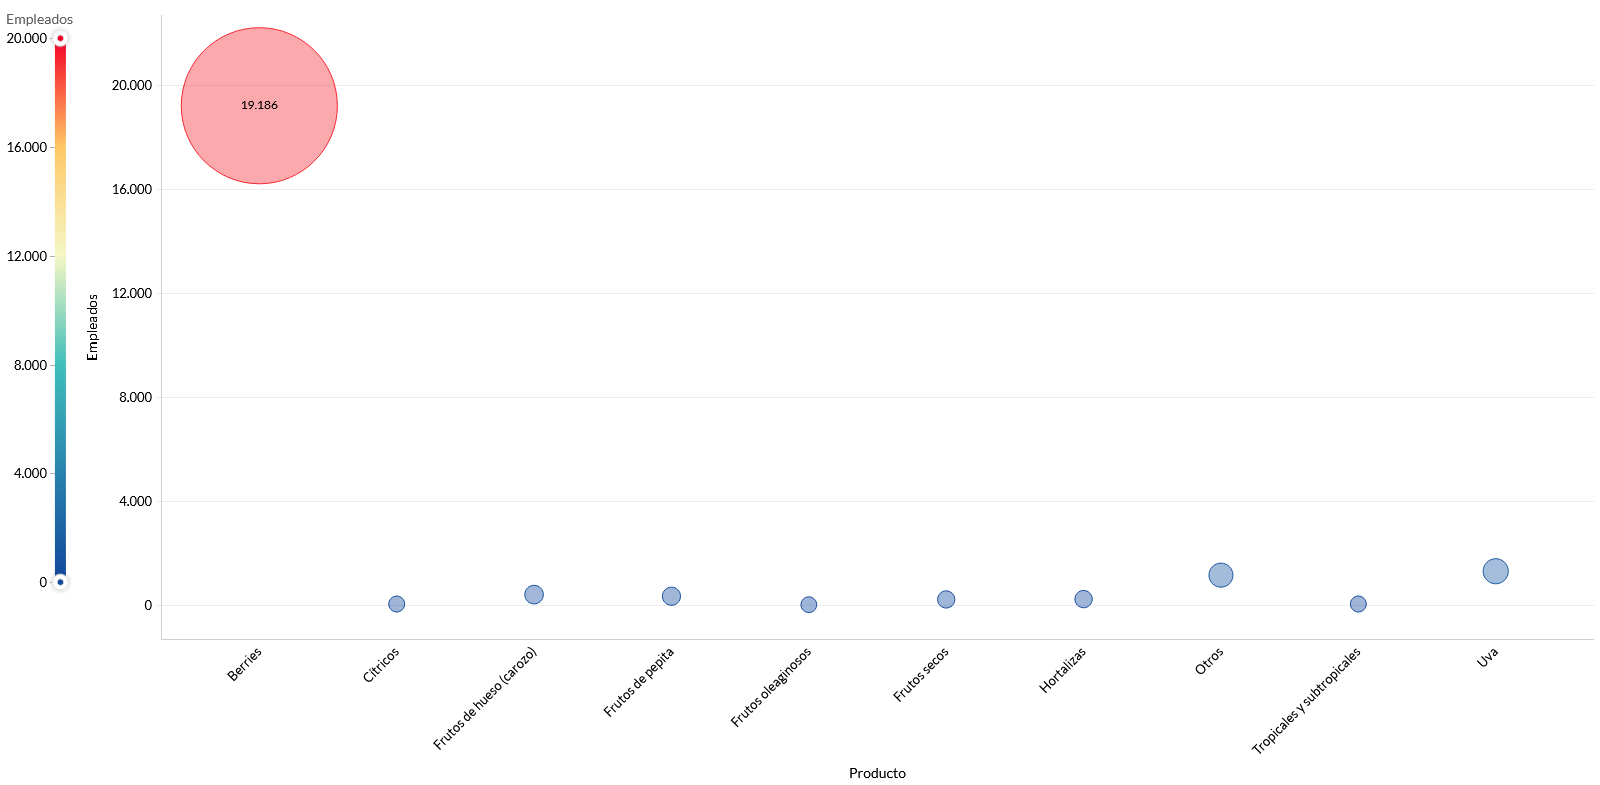 Empleados
20.000
16.000
12.000
8.000
4.000
0
Empleados
20.000
16.000
12.000
8.000
4.000
0
19.186
Berries
Cítricos
Frutos de hueso (carozo)
Frutos de pepita
Frutos oleaginosos
Frutos secos
Hortalizas
Otros
Tropicales y subtropicales
Uva
Producto